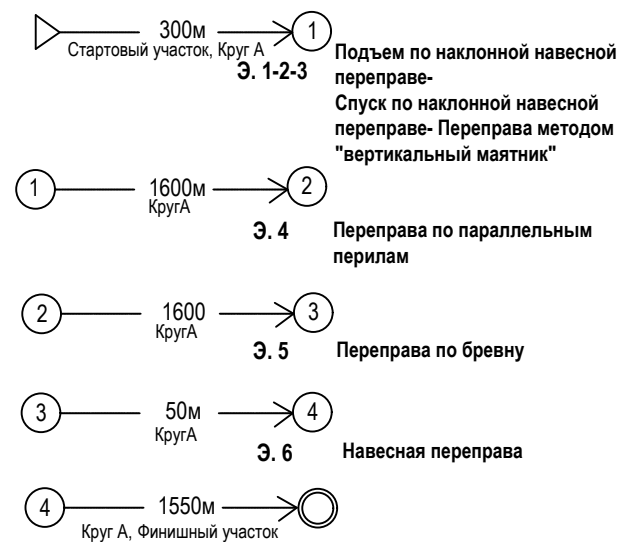 300м
1
Стартовый участок, Круг А
Э. 1-2-3
Подъем по наклонной навесной
переправе-
Спуск по наклонной навесной
переправе- Переправа методом
"вертикальный маятник"
1
1600м
2
КругА
Э. 4
Переправа по параллельным
перилам
2
1600
3
КругА
Э. 5
Переправа по бревну
3
50м
4
КругА
Э. 6
Навесная переправа
4
1550м
Круг А, Финишный участок